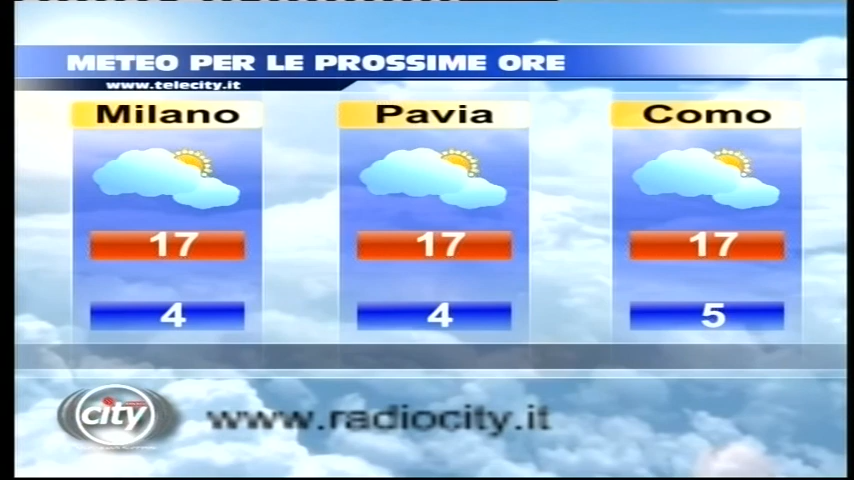 METEO PER LE PROSSIME ORE
www.telecity.it
Milano Pavia Como
17 17 17
4 4 5
city
www.radiocity.it